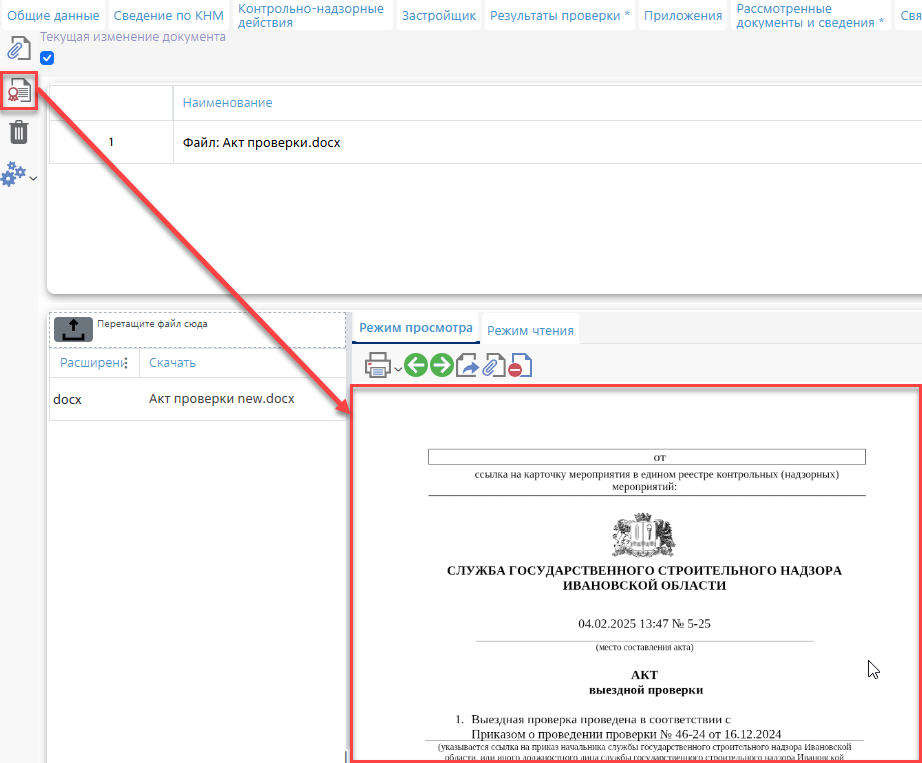 Общие данные
Сведение по КНМ
Контрольно-надзорные
действия
Застройщик
Результаты проверки *
Приложения
Рассмотренные
документы и сведения *
Свя
Текущая изменение документа
Наименование
1
Файл: Акт проверки.docx
Перетащите файл сюда
Расширени
Скачать
docx
Акт проверки new.docx
Режим просмотра
Режим чтения
от
ссылка на карточку мероприятия в едином реестре контрольных (надзорных)
мероприятий:
СЛУЖБА ГОСУДАРСТВЕННОГО СТРОИТЕЛЬНОГО НАДЗОРА
ИВАНОВСКОЙ ОБЛАСТИ
04.02.2025 13:47 № 5-25
(место составления акта)
АКТ
выездной проверки
1. Выездная проверка проведена в соответствии с
Приказом о проведении проверки № 46-24 от 16.12.2024
(указывается ссылка на приказ начальника службы государственного строительного надзора Ивановской
области, или иного должностного лица службы государственного строительного надзора Ивановской